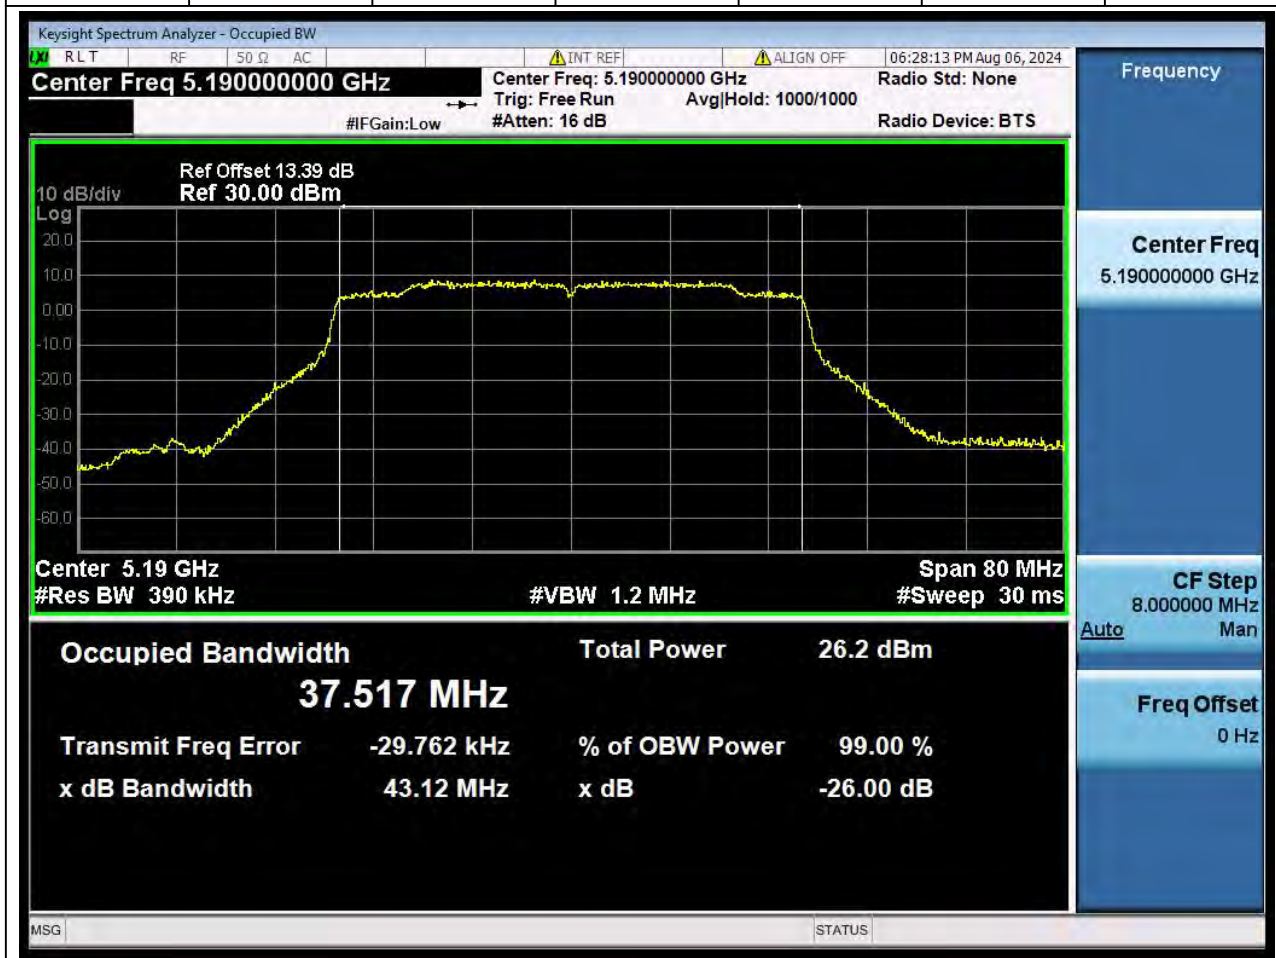 Keysight Spectrum Analyzer - Occupied BW
LXI RLT RF 50 Ω AC INT REF ALIGN OFF 06:28:13 PM Aug 06, 2024
Center Freq 5.190000000 GHz Center Freq: 5.190000000 GHz Radio Std: None
Trig: Free Run Avg|Hold: 1000/1000
#IFGain:Low #Atten: 16 dB Radio Device: BTS
Ref Offset 13.39 dB
10 dB/div Ref 30.00 dBm
Log
20.0
10.0
0.00
-10.0
-20.0
-30.0
-40.0
-50.0
-60.0
Center 5.19 GHz Span 80 MHz
#Res BW 390 kHz #VBW 1.2 MHz #Sweep 30 ms
Occupied Bandwidth Total Power 26.2 dBm
37.517 MHz
Transmit Freq Error -29.762 kHz % of OBW Power 99.00 %
x dB Bandwidth 43.12 MHz x dB -26.00 dB
Frequency
Center Freq
5.190000000 GHz
CF Step
8.000000 MHz
Auto Man
Freq Offset
0 Hz
MSG STATUS